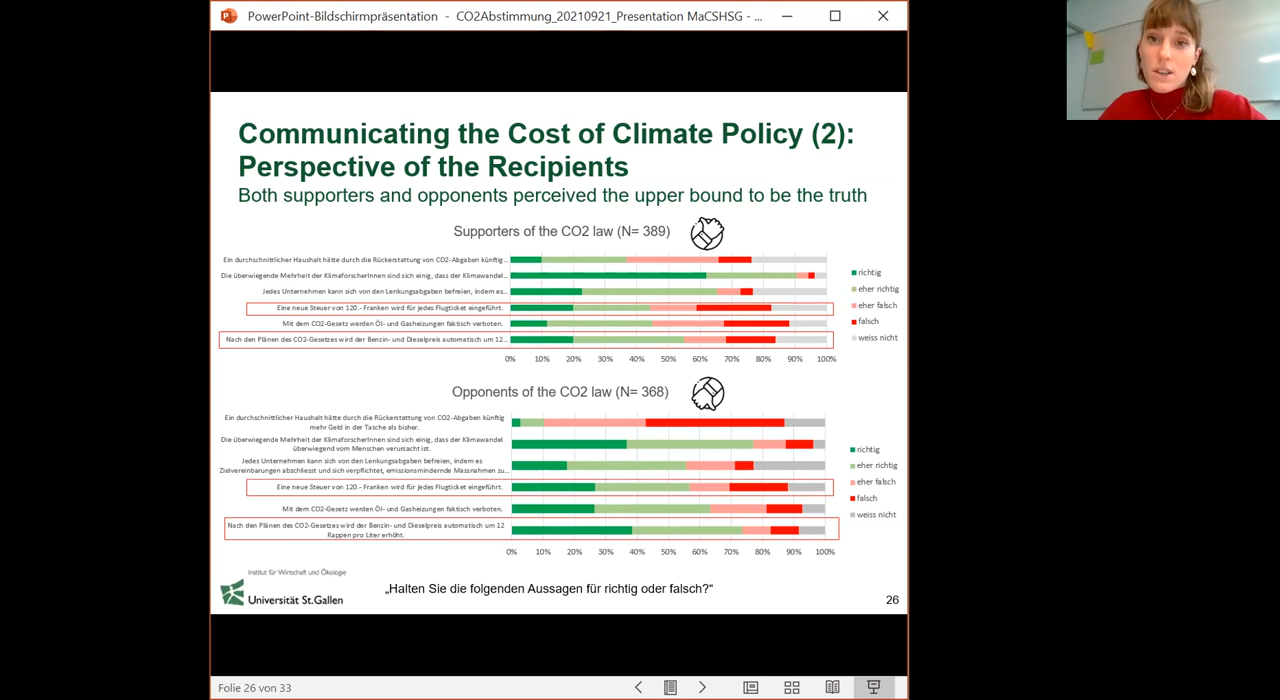 PowerPoint-Bildschirmpräsentation - CO2Abstimmung_20210921_Presentation MaCSHSG - ...
Communicating the Cost of Climate Policy (2):
Perspective of the Recipients
Both supporters and opponents perceived the upper bound to be the truth
Supporters of the CO2 law (N= 389)
Ein durchschnittlicher Haushalt hätte durch die Rückerstattung von CO2-Abgaben künftig...
Die überwiegende Mehrheit der KlimaforscherInnen sind sich einig, dass der Klimawandel...
Jedes Unternehmen kann sich von den Lenkungsabgaben befreien, indem es...
Eine neue Steuer von 120.- Franken wird für jedes Flugticket eingeführt.
Mit dem CO2-Gesetz werden Öl- und Gasheizungen faktisch verboten.
Nach den Plänen des CO2-Gesetzes wird der Benzin- und Dieselpreis automatisch um 12...
0% 10% 20% 30% 40% 50% 60% 70% 80% 90% 100%
richtig
eher richtig
eher falsch
falsch
weiss nicht
Opponents of the CO2 law (N= 368)
Ein durchschnittlicher Haushalt hätte durch die Rückerstattung von CO2-Abgaben künftig
mehr Geld in der Tasche als bisher.
Die überwiegende Mehrheit der KlimaforscherInnen sind sich einig, dass der Klimawandel
überwiegend vom Menschen verursacht ist.
Jedes Unternehmen kann sich von den Lenkungsabgaben befreien, indem es
Zielvereinbarungen abschliesst und sich verpflichtet, emissionsmindernde Massnahmen zu...
Eine neue Steuer von 120.- Franken wird für jedes Flugticket eingeführt.
Mit dem CO2-Gesetz werden Öl- und Gasheizungen faktisch verboten.
Nach den Plänen des CO2-Gesetzes wird der Benzin- und Dieselpreis automatisch um 12
Rappen pro Liter erhöht.
0% 10% 20% 30% 40% 50% 60% 70% 80% 90% 100%
richtig
eher richtig
eher falsch
falsch
weiss nicht
Institut für Wirtschaft und Ökologie
Universität St.Gallen
„Halten Sie die folgenden Aussagen für richtig oder falsch?“
26
Folie 26 von 33